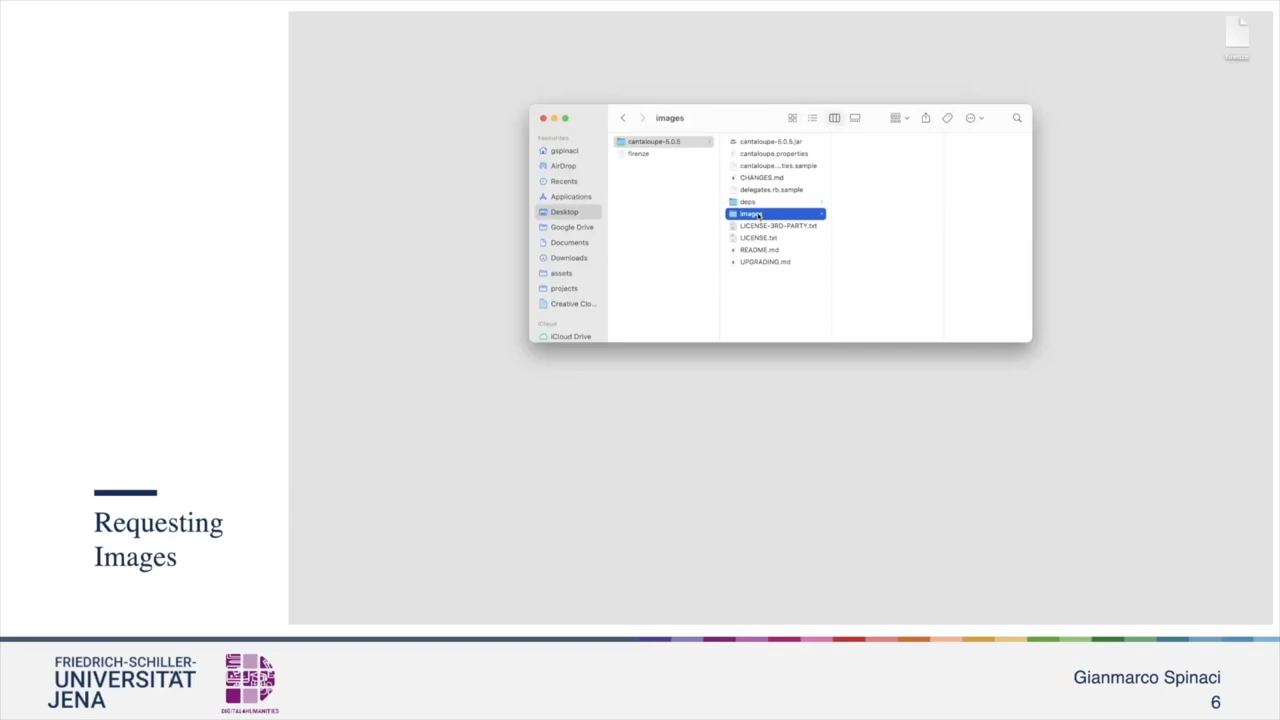 firenze
images
Favourites
gspinaci
AirDrop
Recents
Applications
Desktop
Google Drive
Documents
Downloads
assets
projects
Creative Clo...
iCloud
iCloud Drive
cantaloupe-5.0.5
firenze
cantaloupe-5.0.5.jar
cantaloupe.properties
cantaloupe....ties.sample
CHANGES.md
delegates.rb.sample
deps
images
LICENSE-3RD-PARTY.txt
LICENSE.txt
README.md
UPGRADING.md
Requesting
Images
FRIEDRICH-SCHILLER-
UNIVERSITÄT
JENA
DIGITAL HUMANITIES
Gianmarco Spinaci
6